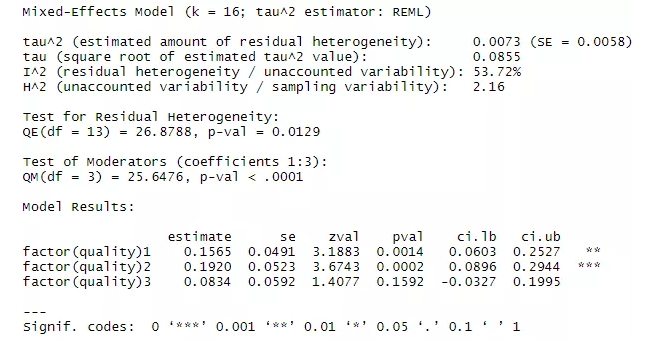 Mixed-Effects Model (k = 16; tau^2 estimator: REML)
tau^2 (estimated amount of residual heterogeneity): 0.0073 (SE = 0.0058)
tau (square root of estimated tau^2 value): 0.0855
I^2 (residual heterogeneity / unaccounted variability): 53.72%
H^2 (unaccounted variability / sampling variability): 2.16
Test for Residual Heterogeneity:
QE(df = 13) = 26.8788, p-val = 0.0129
Test of Moderators (coefficients 1:3):
QM(df = 3) = 25.6476, p-val < .0001
Model Results:
estimate se zval pval ci.lb ci.ub
factor(quality)1 0.1565 0.0491 3.1883 0.0014 0.0603 0.2527 **
factor(quality)2 0.1920 0.0523 3.6743 0.0002 0.0896 0.2944 ***
factor(quality)3 0.0834 0.0592 1.4077 0.1592 -0.0327 0.1995
---
Signif. codes: 0 ‘***’ 0.001 ‘**’ 0.01 ‘*’ 0.05 ‘.’ 0.1 ‘ ’ 1